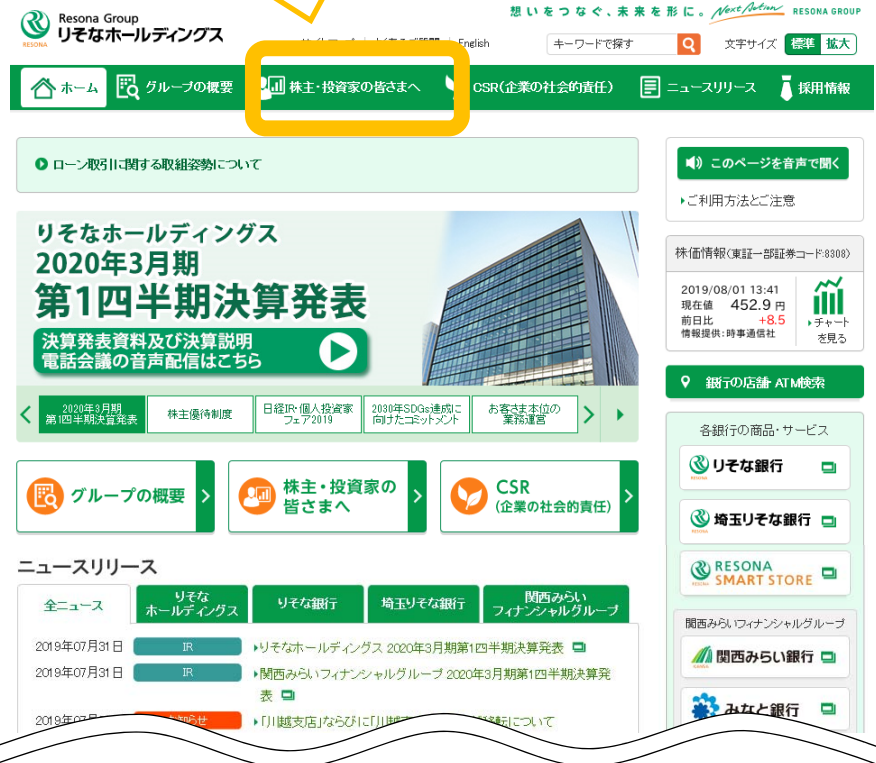 想いをつなぐ、未来を形に。 Next Action RESONA GROUP
Resona Group
りそなホールディングス
RESONA
English
キーワードで探す
文字サイズ 標準 拡大
ホーム グループの概要 株主・投資家の皆さまへ CSR(企業の社会的責任) ニュースリリース 採用情報
ローン取引に関する取組姿勢について
このページを音声で聞く
ご利用方法とご注意
りそなホールディングス
2020年3月期
第1四半期決算発表
決算発表資料及び決算説明
電話会議の音声配信はこちら
株価情報(東証一部証券コード:8308)
2019/08/01 13:41
現在値 452.9 円
前日比 +8.5
情報提供:時事通信社
チャート
を見る
銀行の店舗・ATM検索
2020年3月期
第1四半期決算発表
株主優待制度
日経IR・個人投資家
フェア2019
2030年SDGs達成に
向けたコミットメント
お客さま本位の
業務運営
各銀行の商品・サービス
りそな銀行
埼玉りそな銀行
RESONA
SMART STORE
グループの概要
株主・投資家の
皆さまへ
CSR
(企業の社会的責任)
ニュースリリース
全ニュース
りそな
ホールディングス
りそな銀行
埼玉りそな銀行
関西みらい
フィナンシャルグループ
関西みらいフィナンシャルグループ
関西みらい銀行
みなと銀行
2019年07月31日 IR りそなホールディングス 2020年3月期第1四半期決算発表
2019年07月31日 IR 関西みらいフィナンシャルグループ 2020年3月期第1四半期決算発
表
2019年07月
「川越支店」ならびに「川越
について